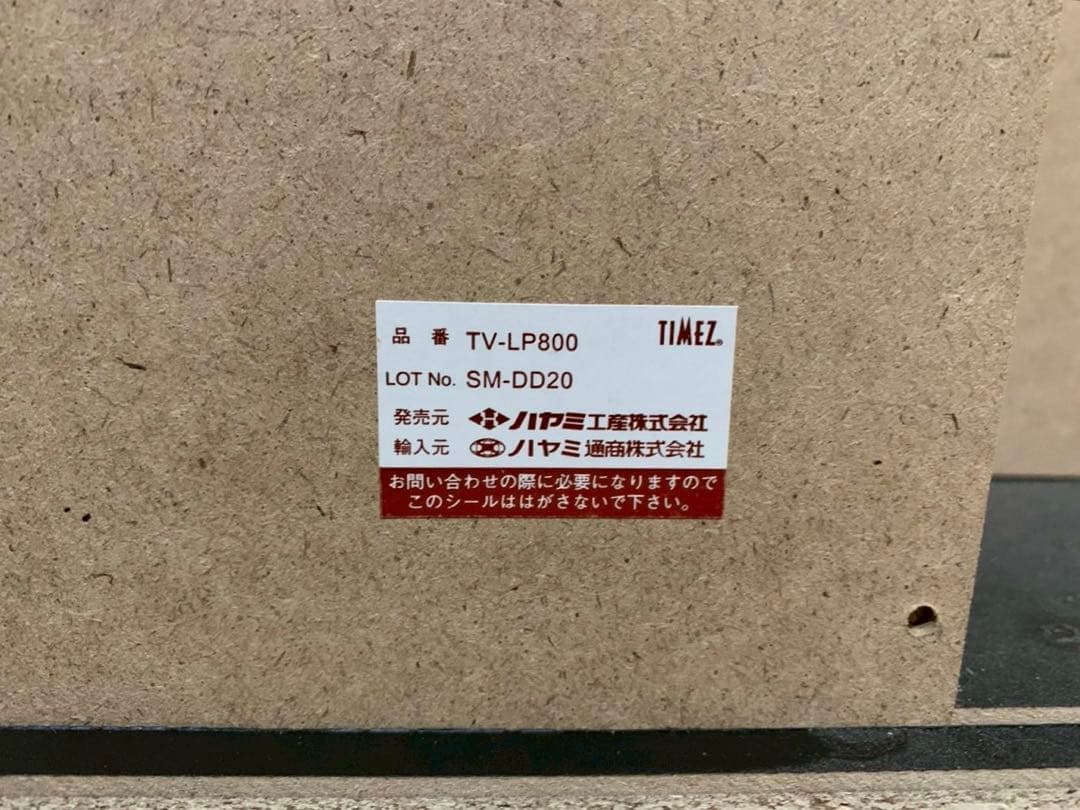 品番 TV-LP800 TIMEZ®
LOT No. SM-DD20
発売元 ハヤミ工産株式会社
輸入元 ハヤミ通商株式会社
お問い合わせの際に必要になりますので
このシールははがさないで下さい。